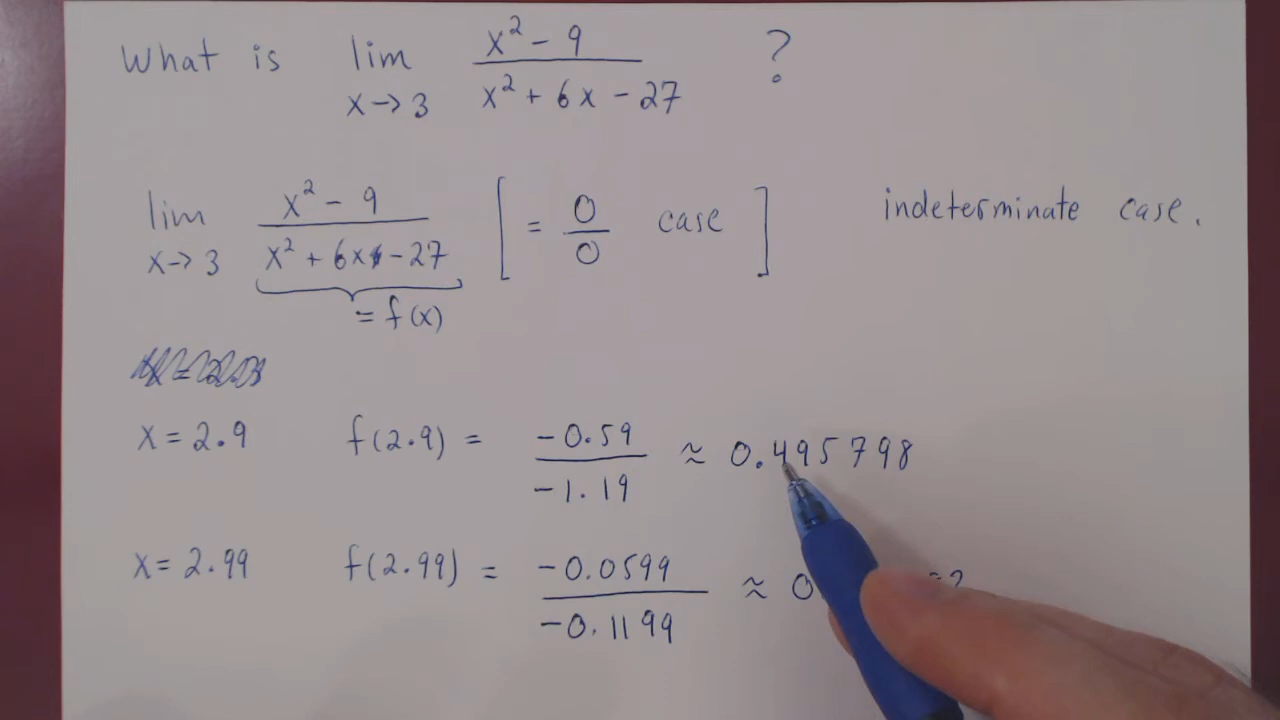 What is lim x→3 (x² - 9)/(x² + 6x - 27) ?
lim x→3 (x² - 9)/(x² + 6x - 27) [ = 0/0 case ] indeterminate case.
= f(x)
x = 2.9 f(2.9) = -0.59/-1.19 ≈ 0.495798
x = 2.99 f(2.99) = -0.0599/-0.1199 ≈ 0